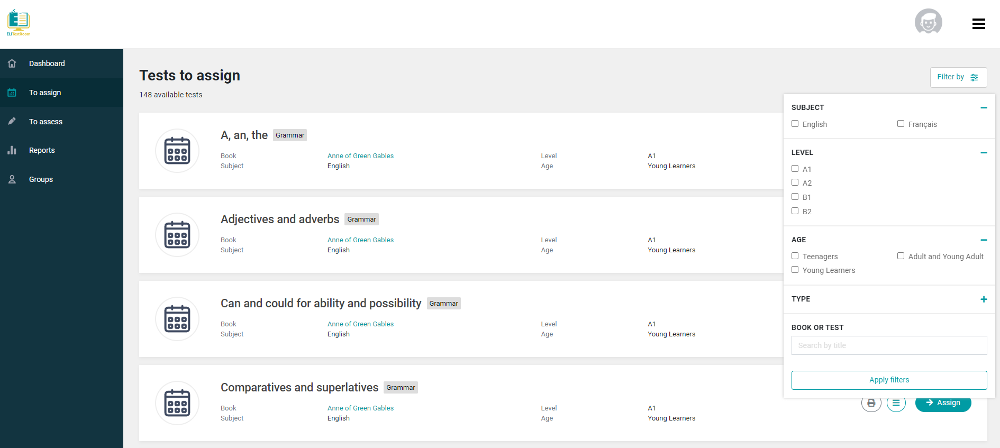 ELiTestRoom
Dashboard
To assign
To assess
Reports
Groups
Tests to assign
148 available tests
Filter by
A, an, the Grammar
Book Anne of Green Gables Level A1
Subject English Age Young Learners
Adjectives and adverbs Grammar
Book Anne of Green Gables Level A1
Subject English Age Young Learners
Can and could for ability and possibility Grammar
Book Anne of Green Gables Level A1
Subject English Age Young Learners
Comparatives and superlatives Grammar
Book Anne of Green Gables Level A1
Subject English Age Young Learners
Assign
SUBJECT
English Français
LEVEL
A1
A2
B1
B2
AGE
Teenagers Adult and Young Adult
Young Learners
TYPE
BOOK OR TEST
Search by title
Apply filters